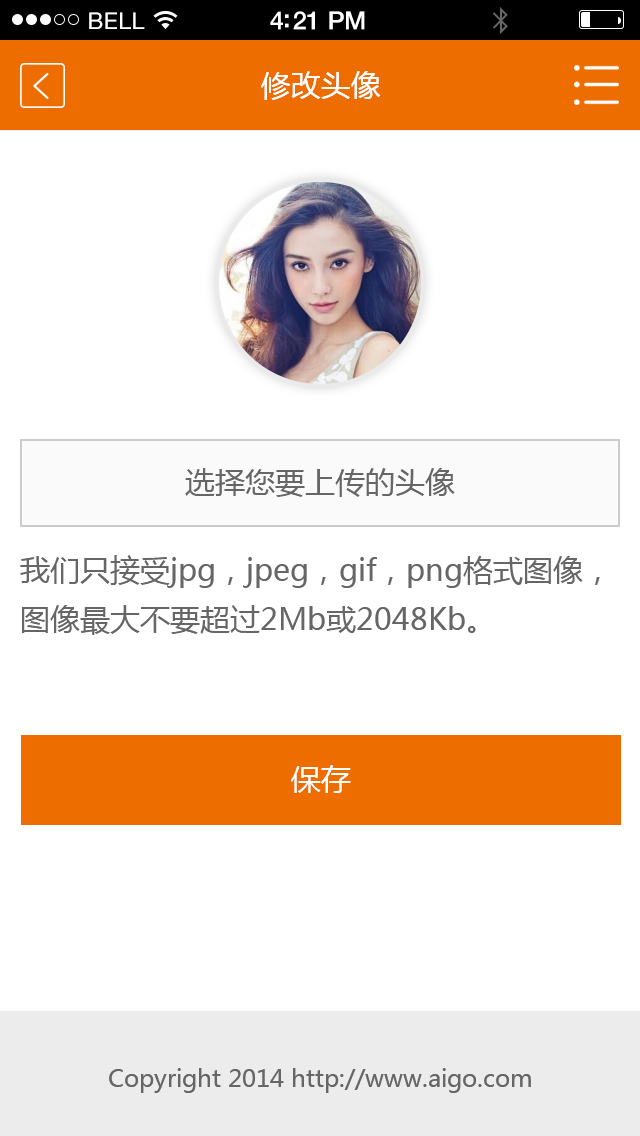 BELL 4:21 PM
修改头像
选择您要上传的头像
我们只接受jpg，jpeg，gif，png格式图像，
图像最大不要超过2Mb或2048Kb。
保存
Copyright 2014 http://www.aigo.com